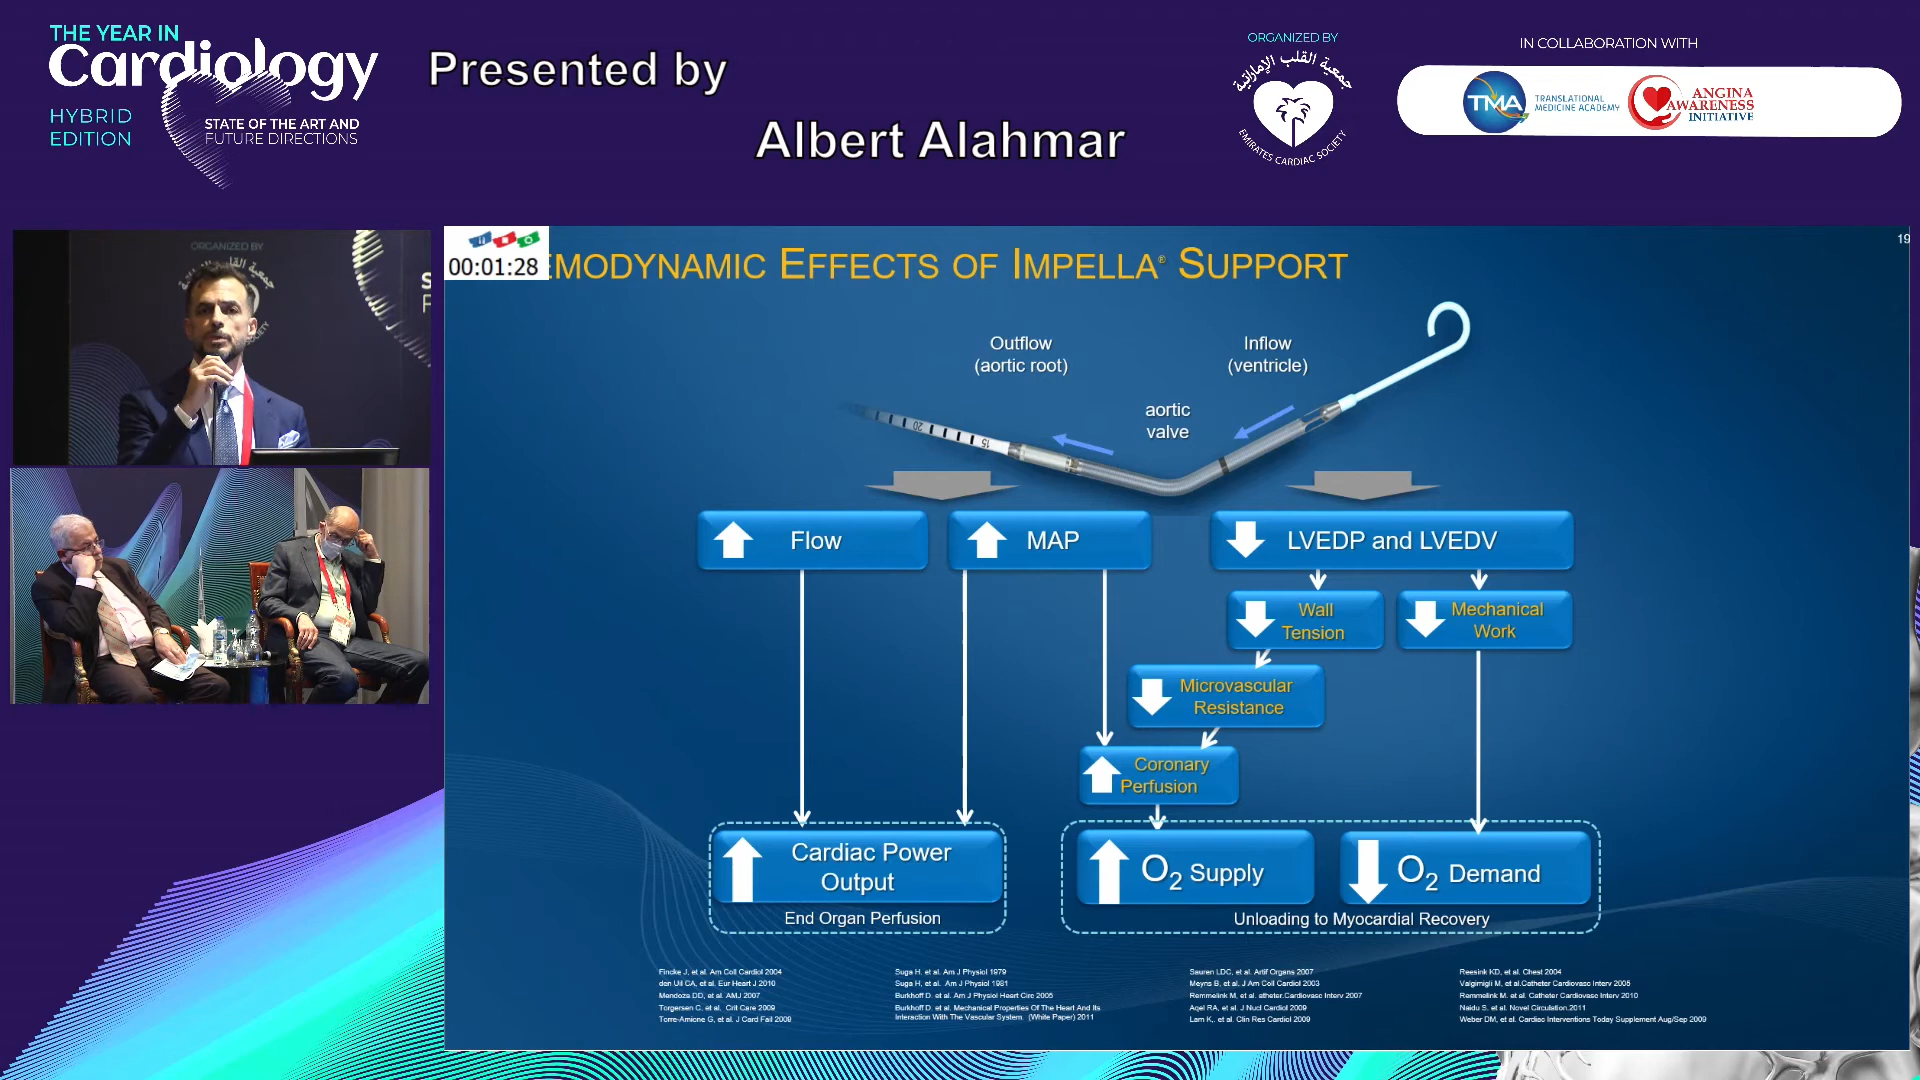 THE YEAR IN
Cardiology
HYBRID
EDITION
STATE OF THE ART AND
FUTURE DIRECTIONS
Presented by
Albert Alahmar
ORGANIZED BY
جمعية القلب الإماراتية
EMIRATES CARDIAC SOCIETY
IN COLLABORATION WITH
TMA
TRANSLATIONAL
MEDICINE ACADEMY
ANGINA
AWARENESS
INITIATIVE
ORGANIZED BY
00:01:28
EMODYNAMIC EFFECTS OF IMPELLA® SUPPORT
19
Outflow
(aortic root)
Inflow
(ventricle)
aortic
valve
20
15
Flow
MAP
LVEDP and LVEDV
Wall
Tension
Mechanical
Work
Microvascular
Resistance
Coronary
Perfusion
Cardiac Power
Output
End Organ Perfusion
O2 Supply
O2 Demand
Unloading to Myocardial Recovery
Fincke J, et al. Am Coll Cardiol 2004
den Uil CA, et al. Eur Heart J 2010
Mendoza DD, et al. AMJ 2007
Torgersen C, et al. Crit Care 2009
Torre-Amione G, et al. J Card Fail 2009
Suga H. et al. Am J Physiol 1979
Suga H, et al. Am J Physiol 1981
Burkhoff D. et al. Am J Physiol Heart Circ 2005
Burkhoff D. et al. Mechanical Properties Of The Heart And Its
Interaction With The Vascular System. (White Paper) 2011
Sauren LDC, et al. Artif Organs 2007
Meyns B, et al. J Am Coll Cardiol 2003
Remmelink M, et al. atheter.Cardiovasc Interv 2007
Aqel RA, et al. J Nucl Cardiol 2009
Lam K,. et al. Clin Res Cardiol 2009
Reesink KD, et al. Chest 2004
Valgimigli M, et al.Catheter Cardiovasc Interv 2005
Remmelink M. et al. Catheter Cardiovasc Interv 2010
Naidu S. et al. Novel Circulation.2011
Weber DM, et al. Cardiac Interventions Today Supplement Aug/Sep 2009